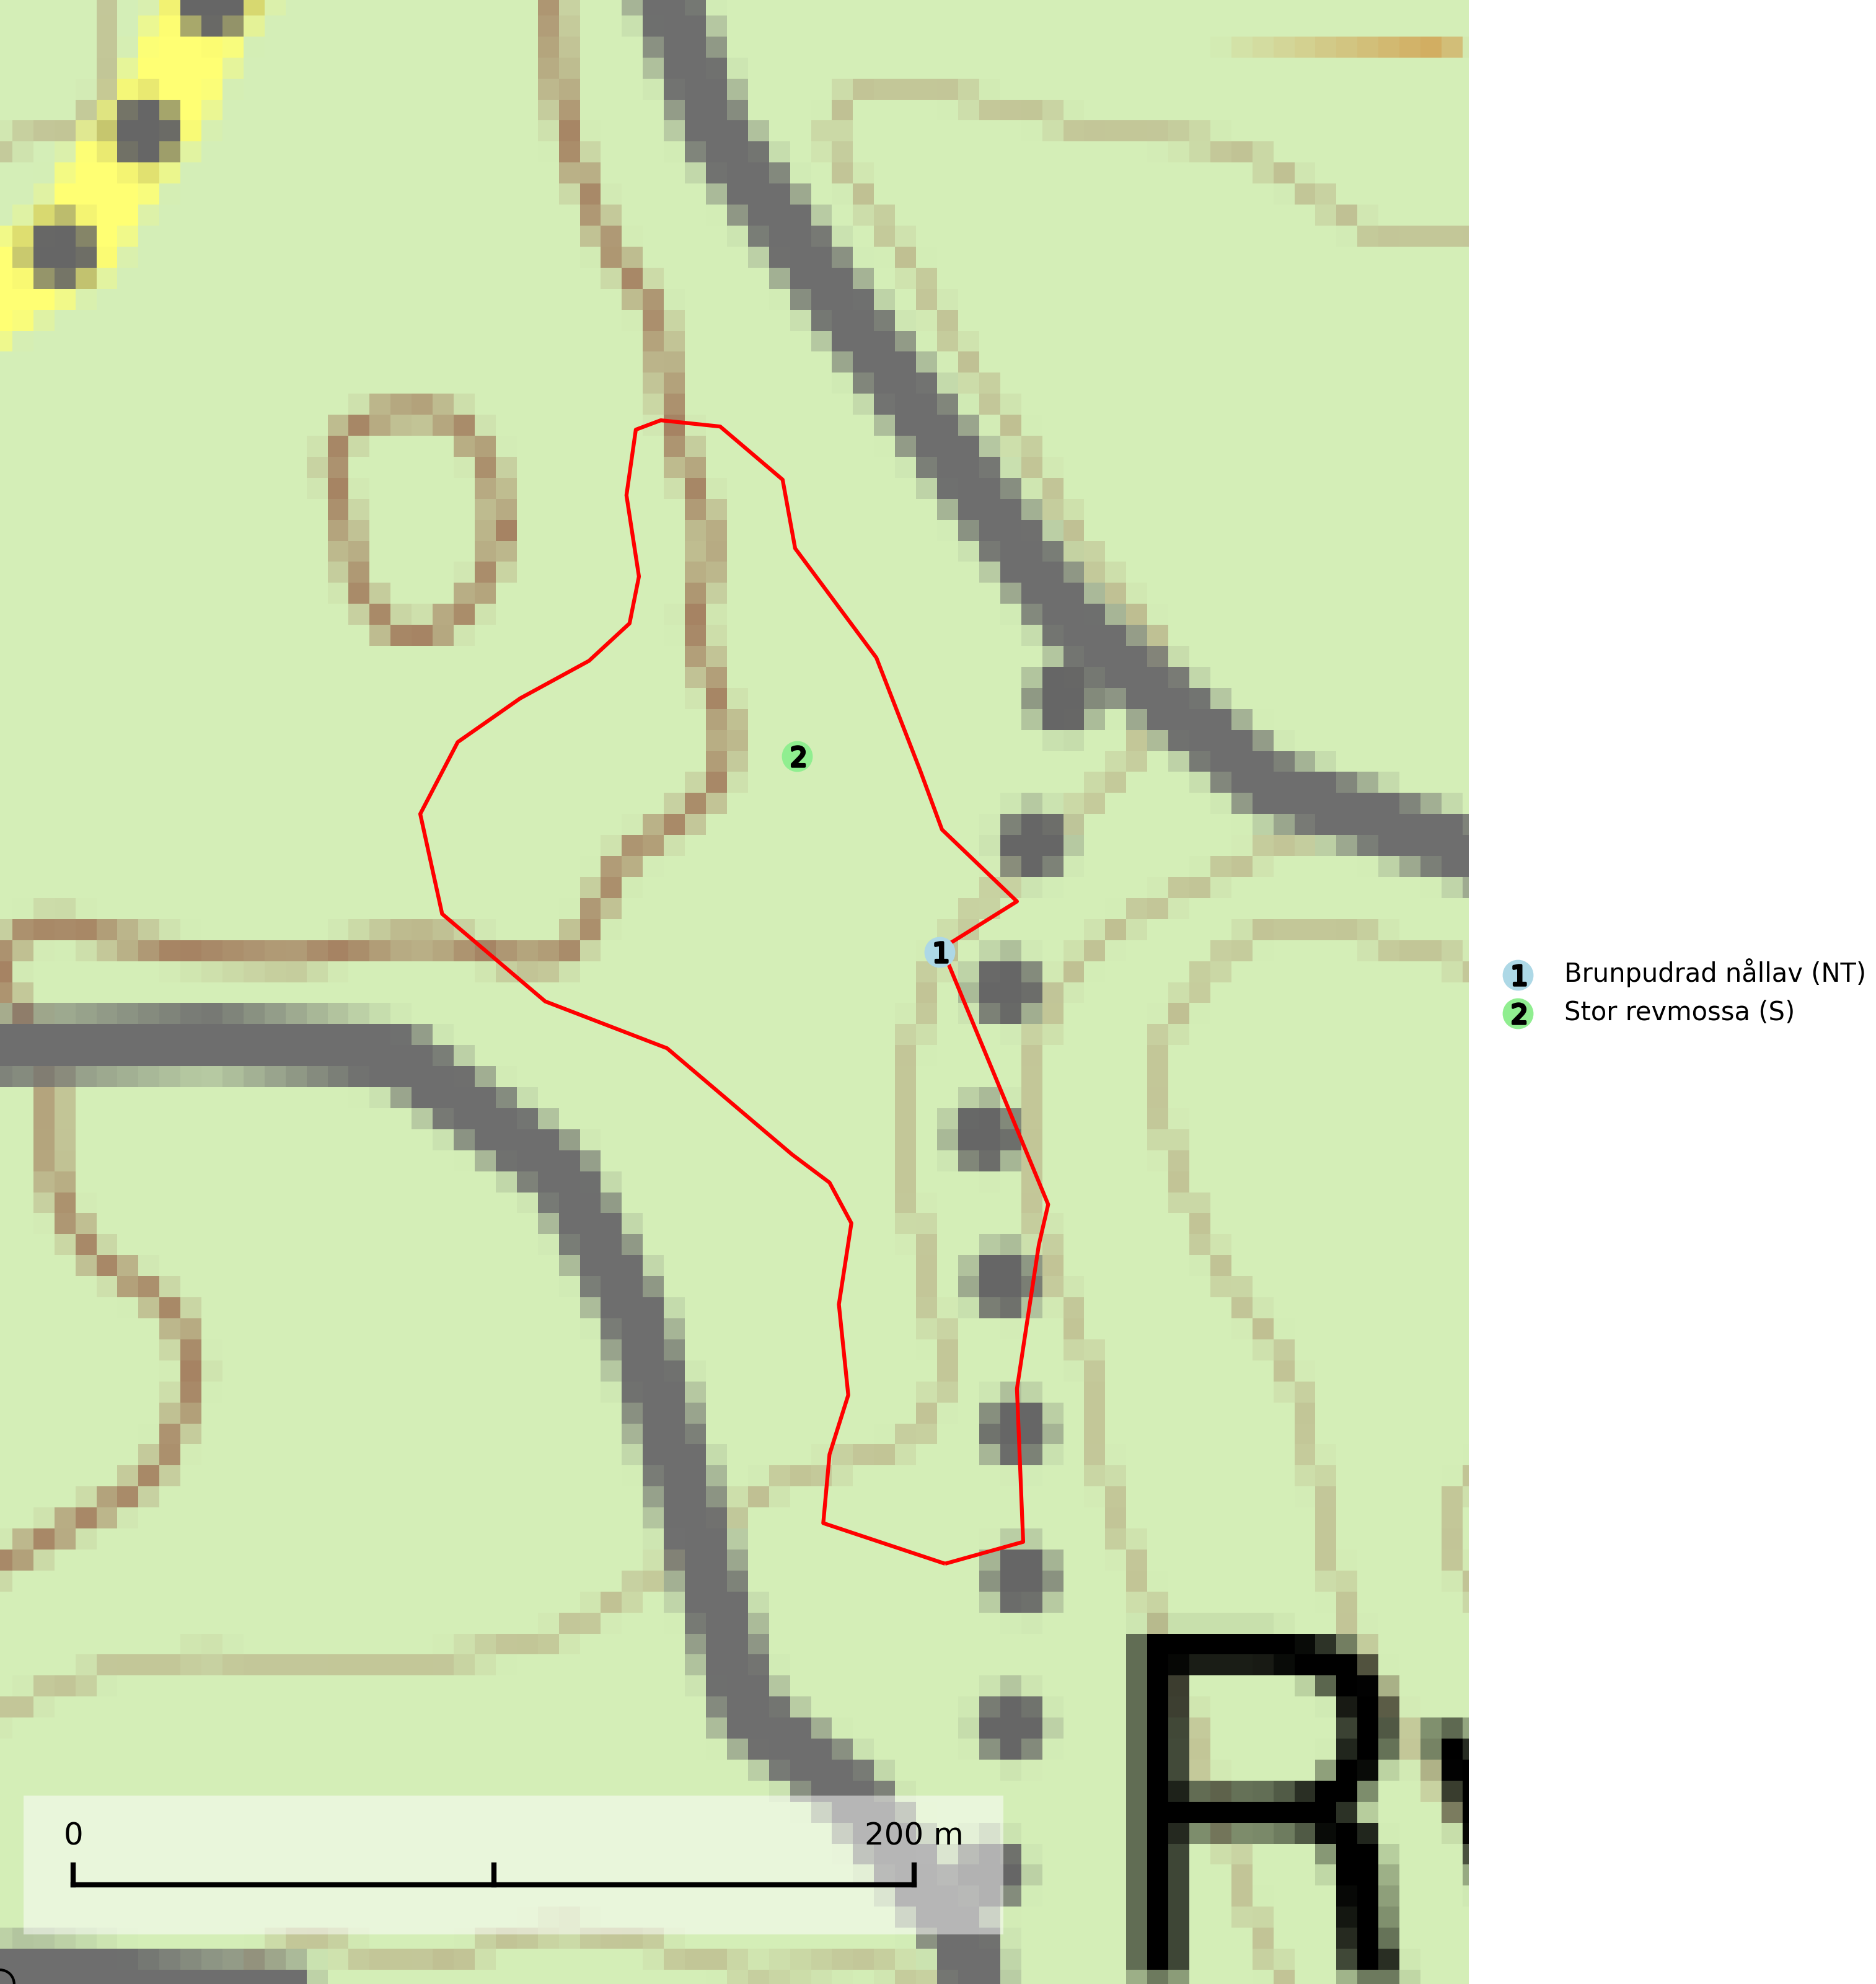 2
1
1 Brunpudrad nållav (NT)
2 Stor revmossa (S)
R
0 200 m